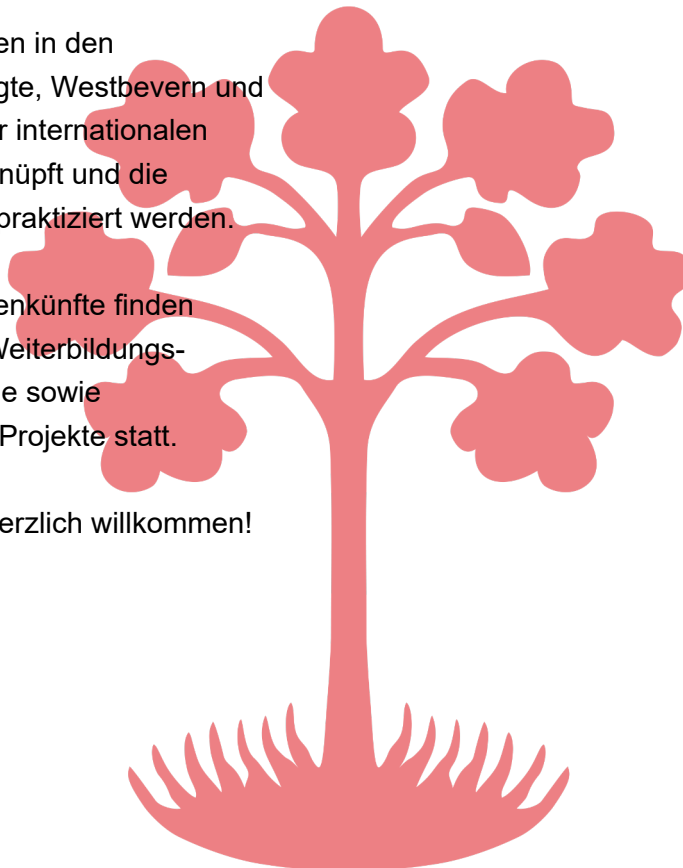 en in den
gte, Westbevern und
r internationalen
nüpft und die
praktiziert werden.
enkünfte finden
Weiterbildungs-
e sowie
Projekte statt.
erzlich willkommen!